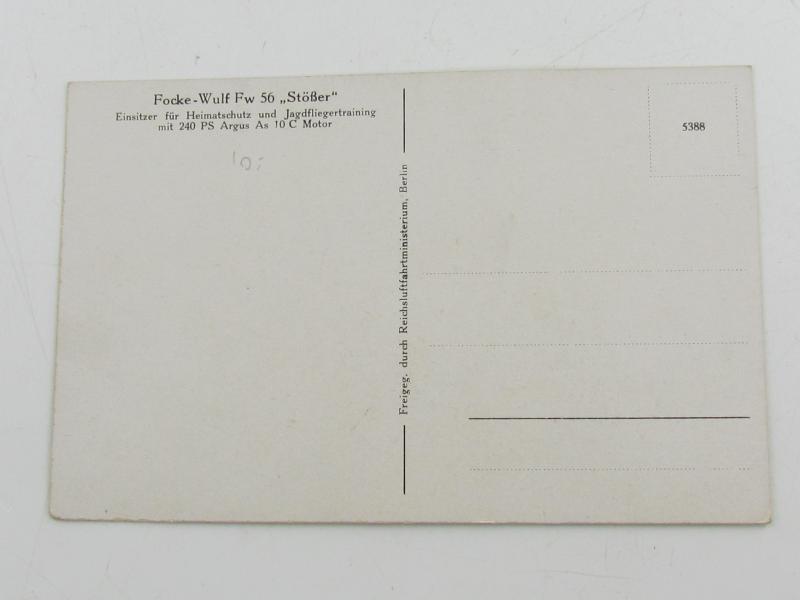 Focke-Wulf Fw 56 „Stößer“
Einsitzer für Heimatschutz und Jagdfliegertraining
mit 240 PS Argus As 10 C Motor
10:
Freigeg. durch Reichsluftfahrtministerium, Berlin
5388